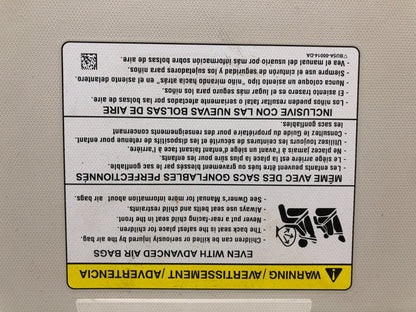 WARNING / AVERTISSEMENT / ADVERTENCIA
EVEN WITH ADVANCED AIR BAGS
- Children can be killed or seriously injured by the air bag.
- The back seat is the safest place for children.
- Never put a rear-facing child seat in the front.
- Always use seat belts and child restraints.
- See Owner's Manual for more information about air bags.
MÊME AVEC DES SACS GONFLABLES PERFECTIONNÉS
- Les enfants peuvent être tués ou gravement blessés par le sac gonflable.
- Le siège arrière est la place la plus sûre pour les enfants.
- Ne placez jamais à l'avant un siège d'enfant faisant face à l'arrière.
- Utilisez toujours les ceintures de sécurité et les dispositifs de retenue pour enfant.
- Consultez le Guide du propriétaire pour des renseignements concernant
les sacs gonflables
INCLUSIVE CON LAS NUEVAS BOLSAS DE AIRE
- Los niños pueden resultar fatal o seriamente afectados por las bolsas de aire.
- El asiento trasero es el lugar más seguro para los niños.
- Nunca coloque un asiento tipo "niño mirando hacia atrás" en el asiento delantero.
- Siempre use el cinturón de seguridad y los sujetadores para niños.
- Vea el manual del usuario por más información sobre bolsas de aire.